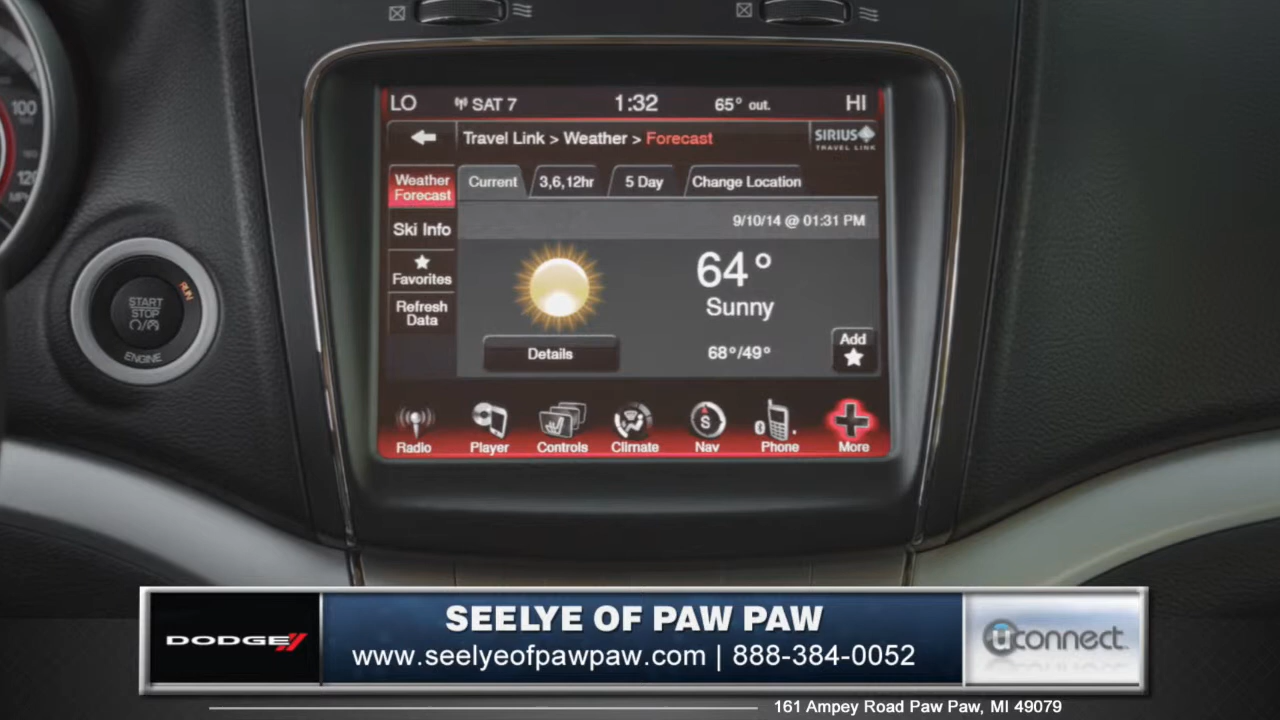 LO SAT 7 1:32 65° out. HI
Travel Link > Weather > Forecast
SIRIUS
TRAVEL LINK
Weather
Forecast
Current
3,6,12hr
5 Day
Change Location
Ski Info
Favorites
Refresh
Data
9/10/14 @ 01:31 PM
64°
Sunny
68°/49°
Details
Add
Radio Player Controls Climate Nav Phone More
S
100
120
START
STOP
RUN
ENGINE
DODGE
SEELYE OF PAW PAW
www.seelyeofpawpaw.com | 888-384-0052
uconnect
161 Ampey Road Paw Paw, MI 49079